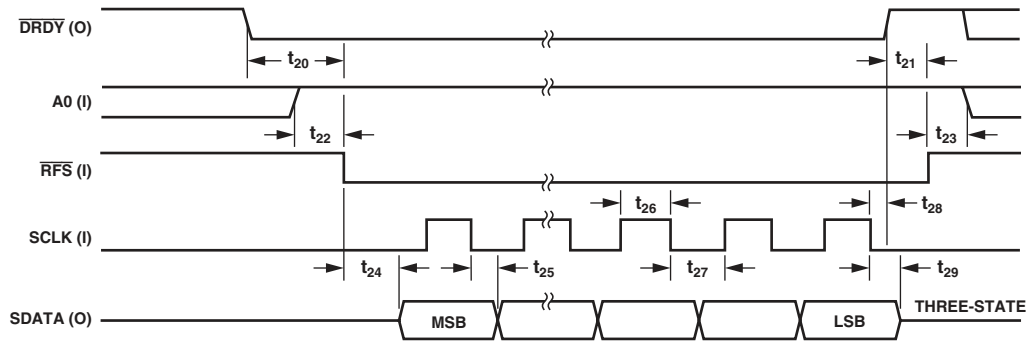 DRDY (O)
t20
t21
A0 (I)
t22
t23
RFS (I)
t26
t28
SCLK (I)
t24
t25
t27
t29
SDATA (O)
MSB
LSB
THREE-STATE